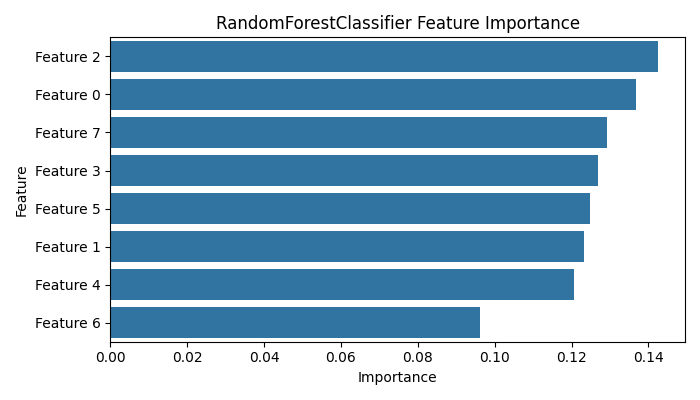 RandomForestClassifier Feature Importance
Feature 2
Feature 0
Feature 7
Feature 3
Feature 5
Feature 1
Feature 4
Feature 6
Feature
0.00 0.02 0.04 0.06 0.08 0.10 0.12 0.14
Importance